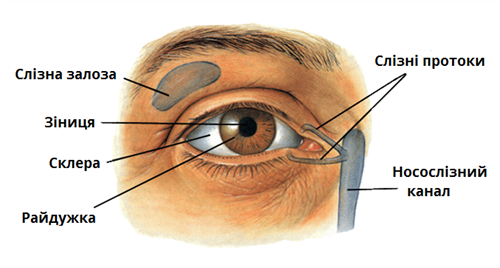 Слізна залоза
Зіниця
Склера
Райдужка
Слізні протоки
Носослізний
канал